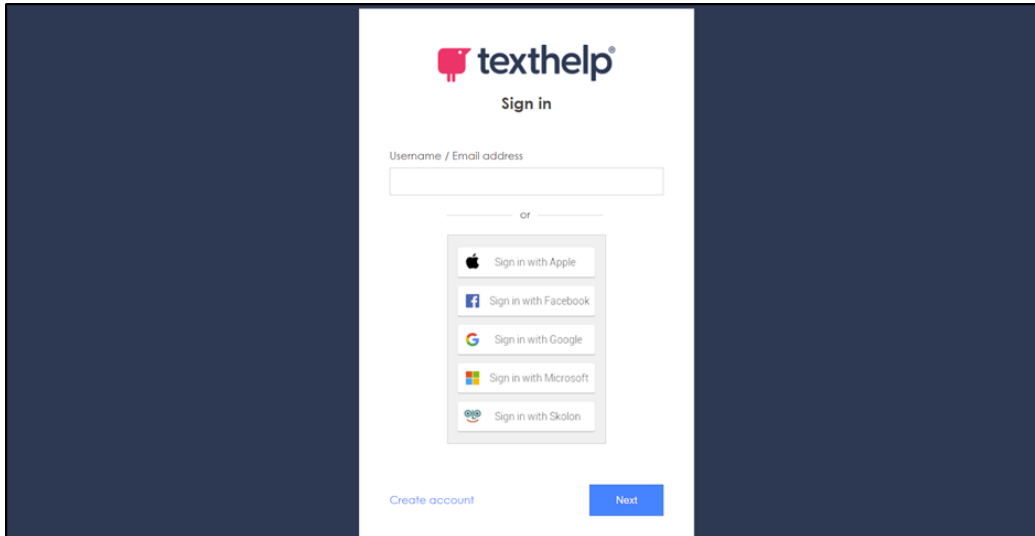 texthelp®
Sign in
Username / Email address
or
Sign in with Apple
Sign in with Facebook
Sign in with Google
Sign in with Microsoft
Sign in with Skolon
Create account
Next